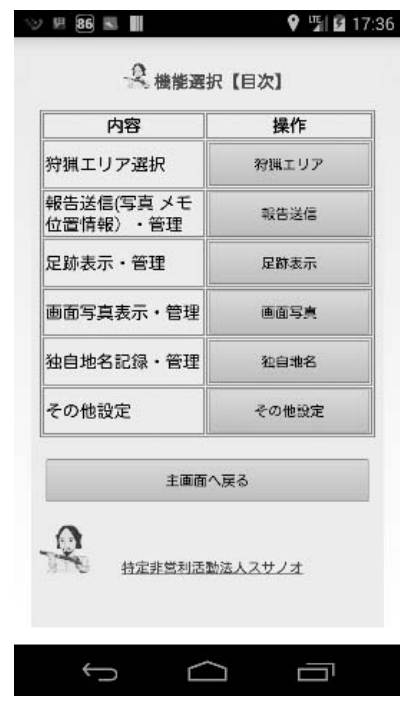 86 LTE 17:36
機能選択【目次】
内容 操作
狩猟エリア選択 狩猟エリア
報告送信(写真 メモ
位置情報）・管理 報告送信
足跡表示・管理 足跡表示
画面写真表示・管理 画面写真
独自地名記録・管理 独自地名
その他設定 その他設定
主画面へ戻る
特定非営利活動法人スサノオ